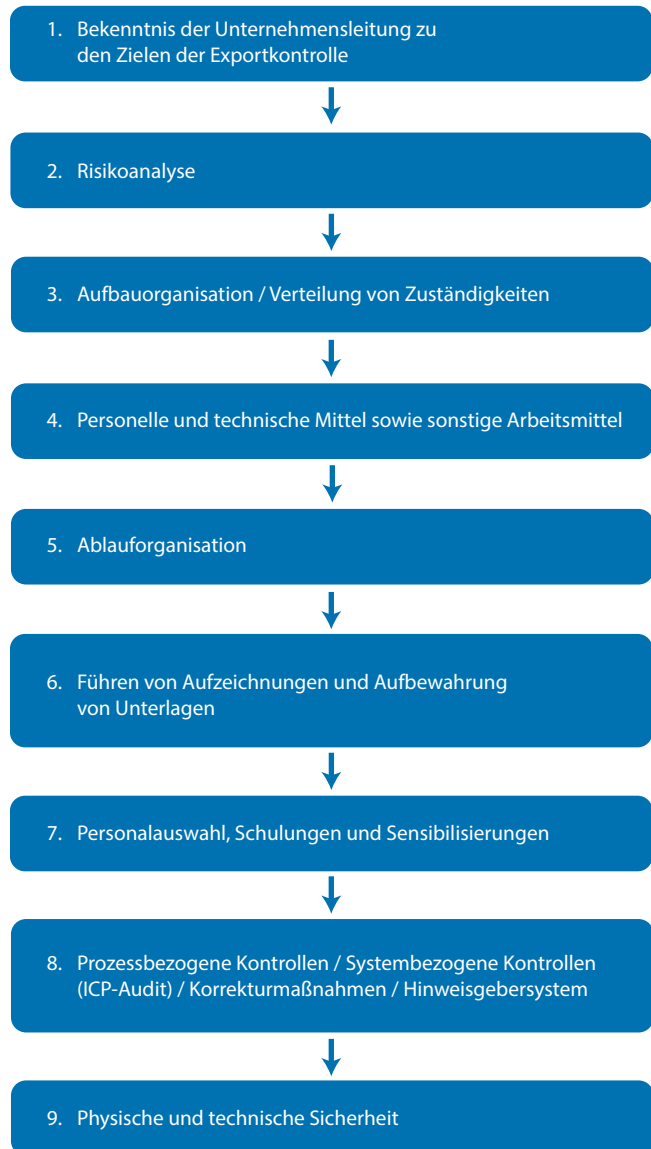 1. Bekenntnis der Unternehmensleitung zu
den Zielen der Exportkontrolle
2. Risikoanalyse
3. Aufbauorganisation / Verteilung von Zuständigkeiten
4. Personelle und technische Mittel sowie sonstige Arbeitsmittel
5. Ablauforganisation
6. Führen von Aufzeichnungen und Aufbewahrung
von Unterlagen
7. Personalauswahl, Schulungen und Sensibilisierungen
8. Prozessbezogene Kontrollen / Systembezogene Kontrollen
(ICP-Audit) / Korrekturmaßnahmen / Hinweisgebersystem
9. Physische und technische Sicherheit